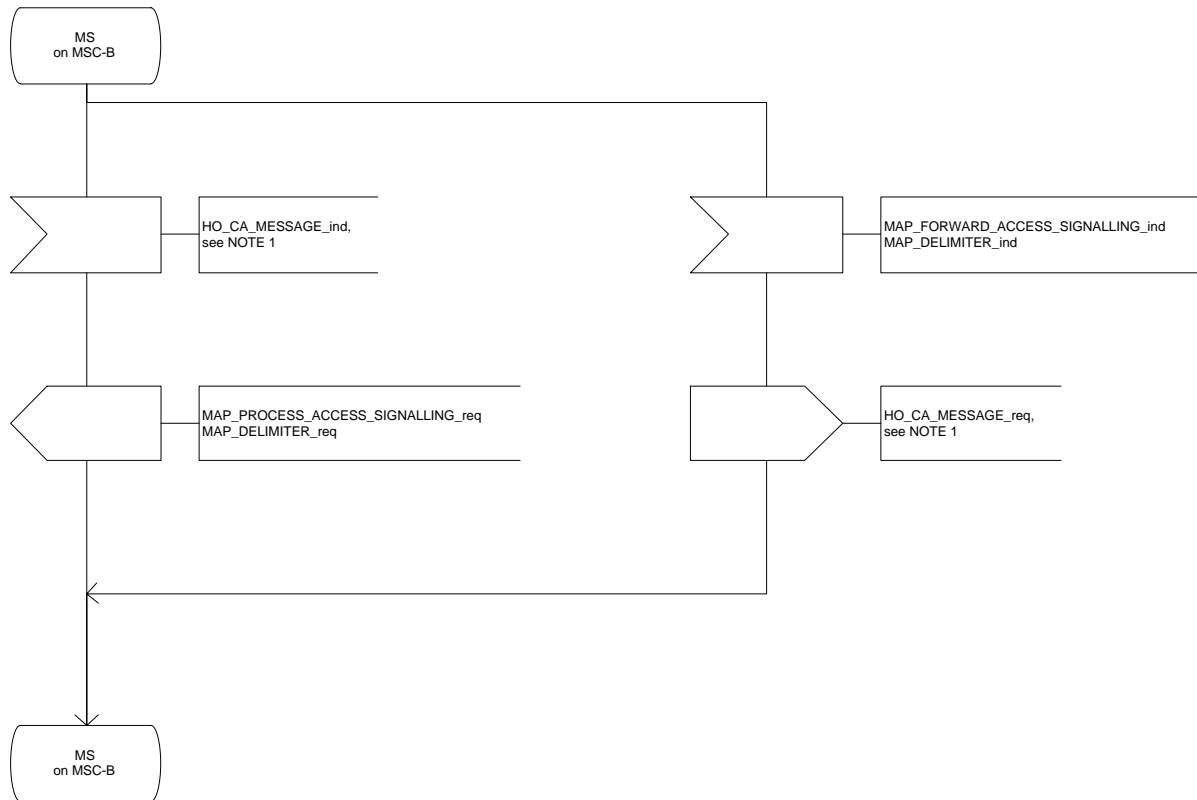 MS
on MSC-B
HO_CA_MESSAGE_ind,
see NOTE 1
MAP_FORWARD_ACCESS_SIGNALLING_ind
MAP_DELIMITER_ind
MAP_PROCESS_ACCESS_SIGNALLING_req
MAP_DELIMITER_req
HO_CA_MESSAGE_req,
see NOTE 1
MS
on MSC-B